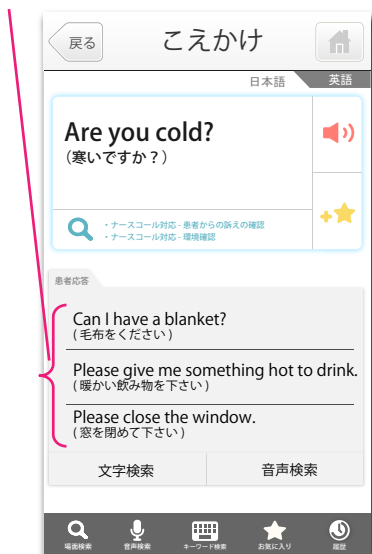 戻る
こえかけ
日本語
英語
Are you cold?
（寒いですか？）
・ナースコール対応 - 患者からの訴えの確認
・ナースコール対応 - 環境確認
患者応答
Can I have a blanket?
( 毛布をください )
Please give me something hot to drink.
( 暖かい飲み物を下さい )
Please close the window.
( 窓を閉めて下さい )
文字検索
音声検索
場面検索
音声検索
キーワード検索
お気に入り
履歴